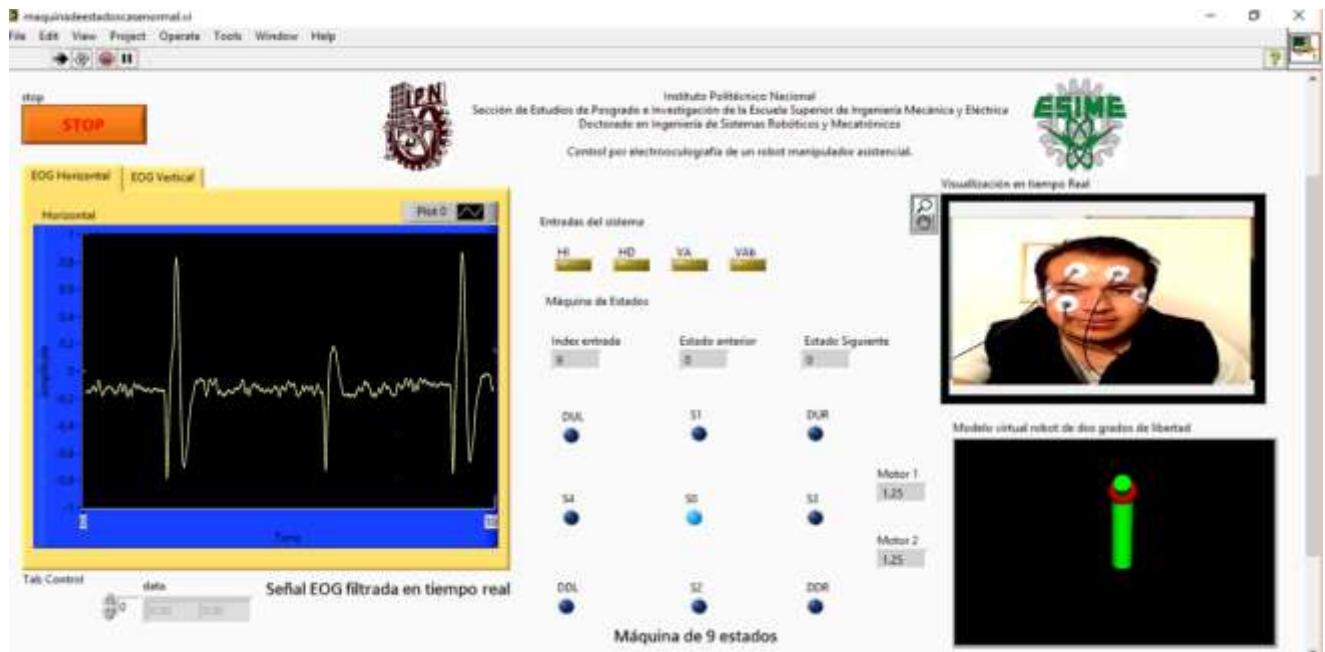 maquinadeestadoscasenormal.vi
File Edit View Project Operate Tools Window Help
stop
STOP
IPN
Instituto Politécnico Nacional
Sección de Estudios de Posgrado e Investigación de la Escuela Superior de Ingeniería Mecánica y Eléctrica
Doctorado en Ingeniería de Sistemas Robóticos y Mecatrónicos
Control por electrooculografía de un robot manipulador asistencial.
ESIME
EOG Horizontal
EOG Vertical
Horizontal
Plot 0
Amplitude
Time
0
10
Tab Control
data
0
Señal EOG filtrada en tiempo real
Entradas del sistema
HI HD VA VAb
Máquina de Estados
Index entrada
Estado anterior
Estado Siguiente
0
0
DUL S1 DUR
S4 S0 S3
DDL S2 DDR
Motor 1
1.25
Motor 2
1.25
Máquina de 9 estados
Visualización en tiempo Real
Modelo virtual robot de dos grados de libertad